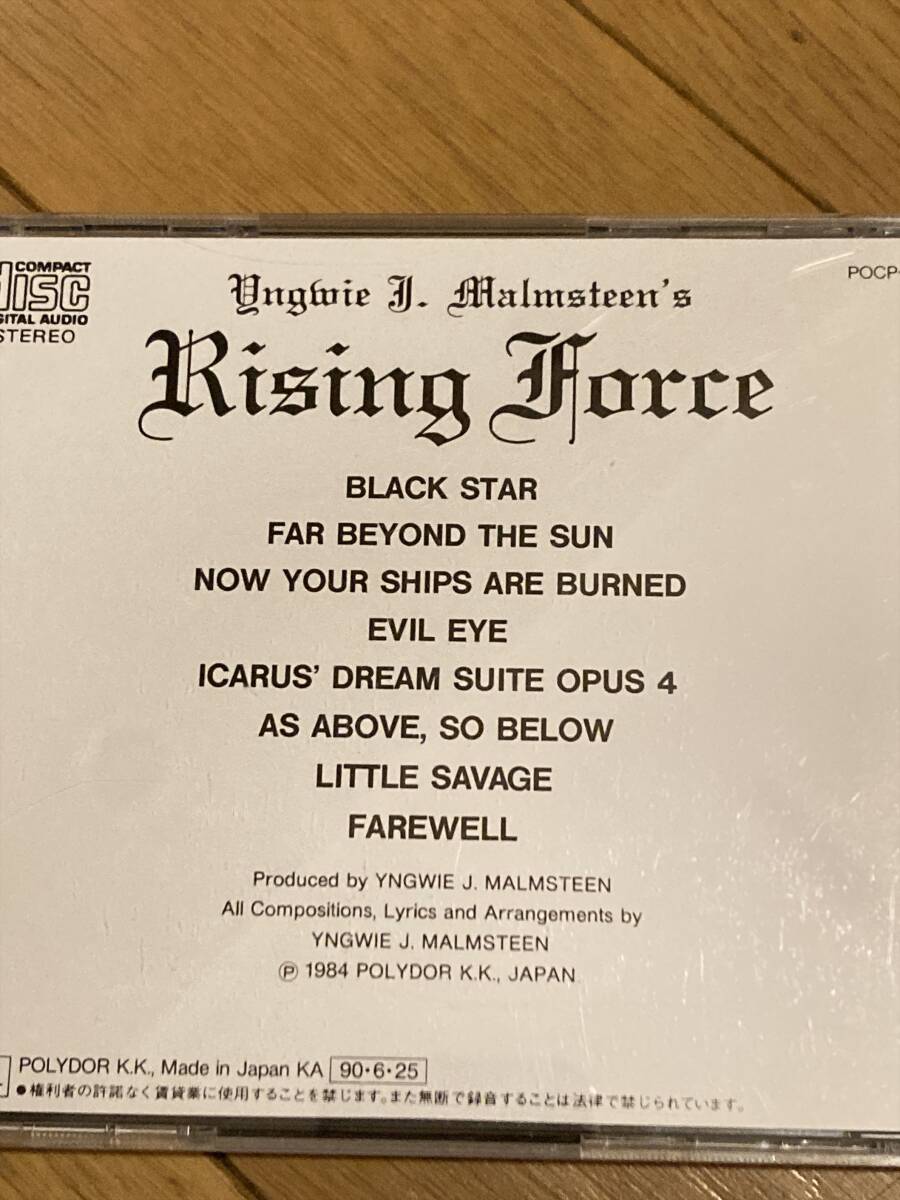 COMPACT
disc
DIGITAL AUDIO
STEREO
POCP-
Yngwie J. Malmsteen's
Rising Force
BLACK STAR
FAR BEYOND THE SUN
NOW YOUR SHIPS ARE BURNED
EVIL EYE
ICARUS' DREAM SUITE OPUS 4
AS ABOVE, SO BELOW
LITTLE SAVAGE
FAREWELL
Produced by YNGWIE J. MALMSTEEN
All Compositions, Lyrics and Arrangements by
YNGWIE J. MALMSTEEN
Ⓟ 1984 POLYDOR K.K., JAPAN
POLYDOR K.K., Made in Japan KA 90・6・25
●権利者の許諾なく賃貸業に使用することを禁じます。また無断で録音することは法律で禁じられています。